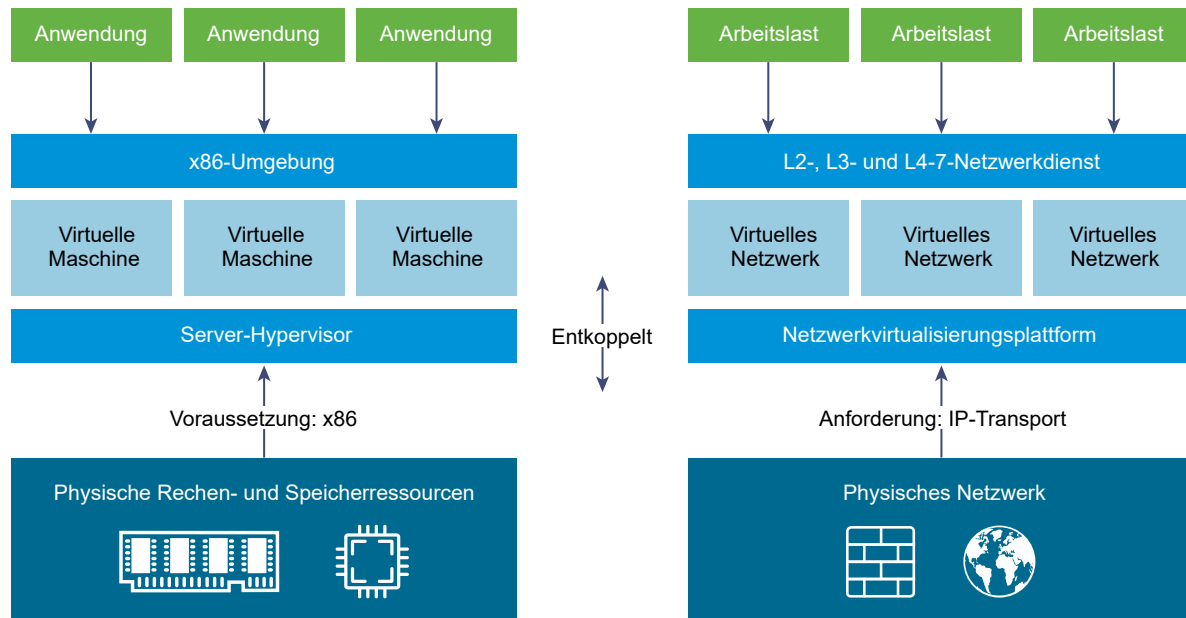 Anwendung
Anwendung
Anwendung
x86-Umgebung
Virtuelle
Maschine
Virtuelle
Maschine
Virtuelle
Maschine
Server-Hypervisor
Voraussetzung: x86
Physische Rechen- und Speicherressourcen
Entkoppelt
Arbeitslast
Arbeitslast
Arbeitslast
L2-, L3- und L4-7-Netzwerkdienst
Virtuelles
Netzwerk
Virtuelles
Netzwerk
Virtuelles
Netzwerk
Netzwerkvirtualisierungsplattform
Anforderung: IP-Transport
Physisches Netzwerk